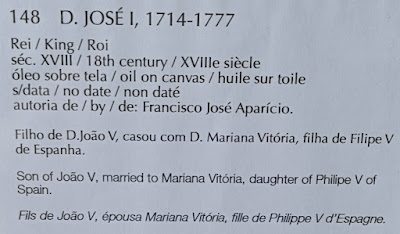 148 D. JOSÉ I, 1714-1777
Rei / King / Roi
séc. XVIII / 18th century / XVIIIe siècle
óleo sobre tela / oil on canvas / huile sur toile
s/data / no date / non daté
autoria de / by / de: Francisco José Aparício.
Filho de D.João V, casou com D. Mariana Vitória, filha de Filipe V
de Espanha.
Son of João V, married to Mariana Vitória, daughter of Philipe V of
Spain.
Fils de João V, épousa Mariana Vitória, fille de Philippe V d'Espagne.